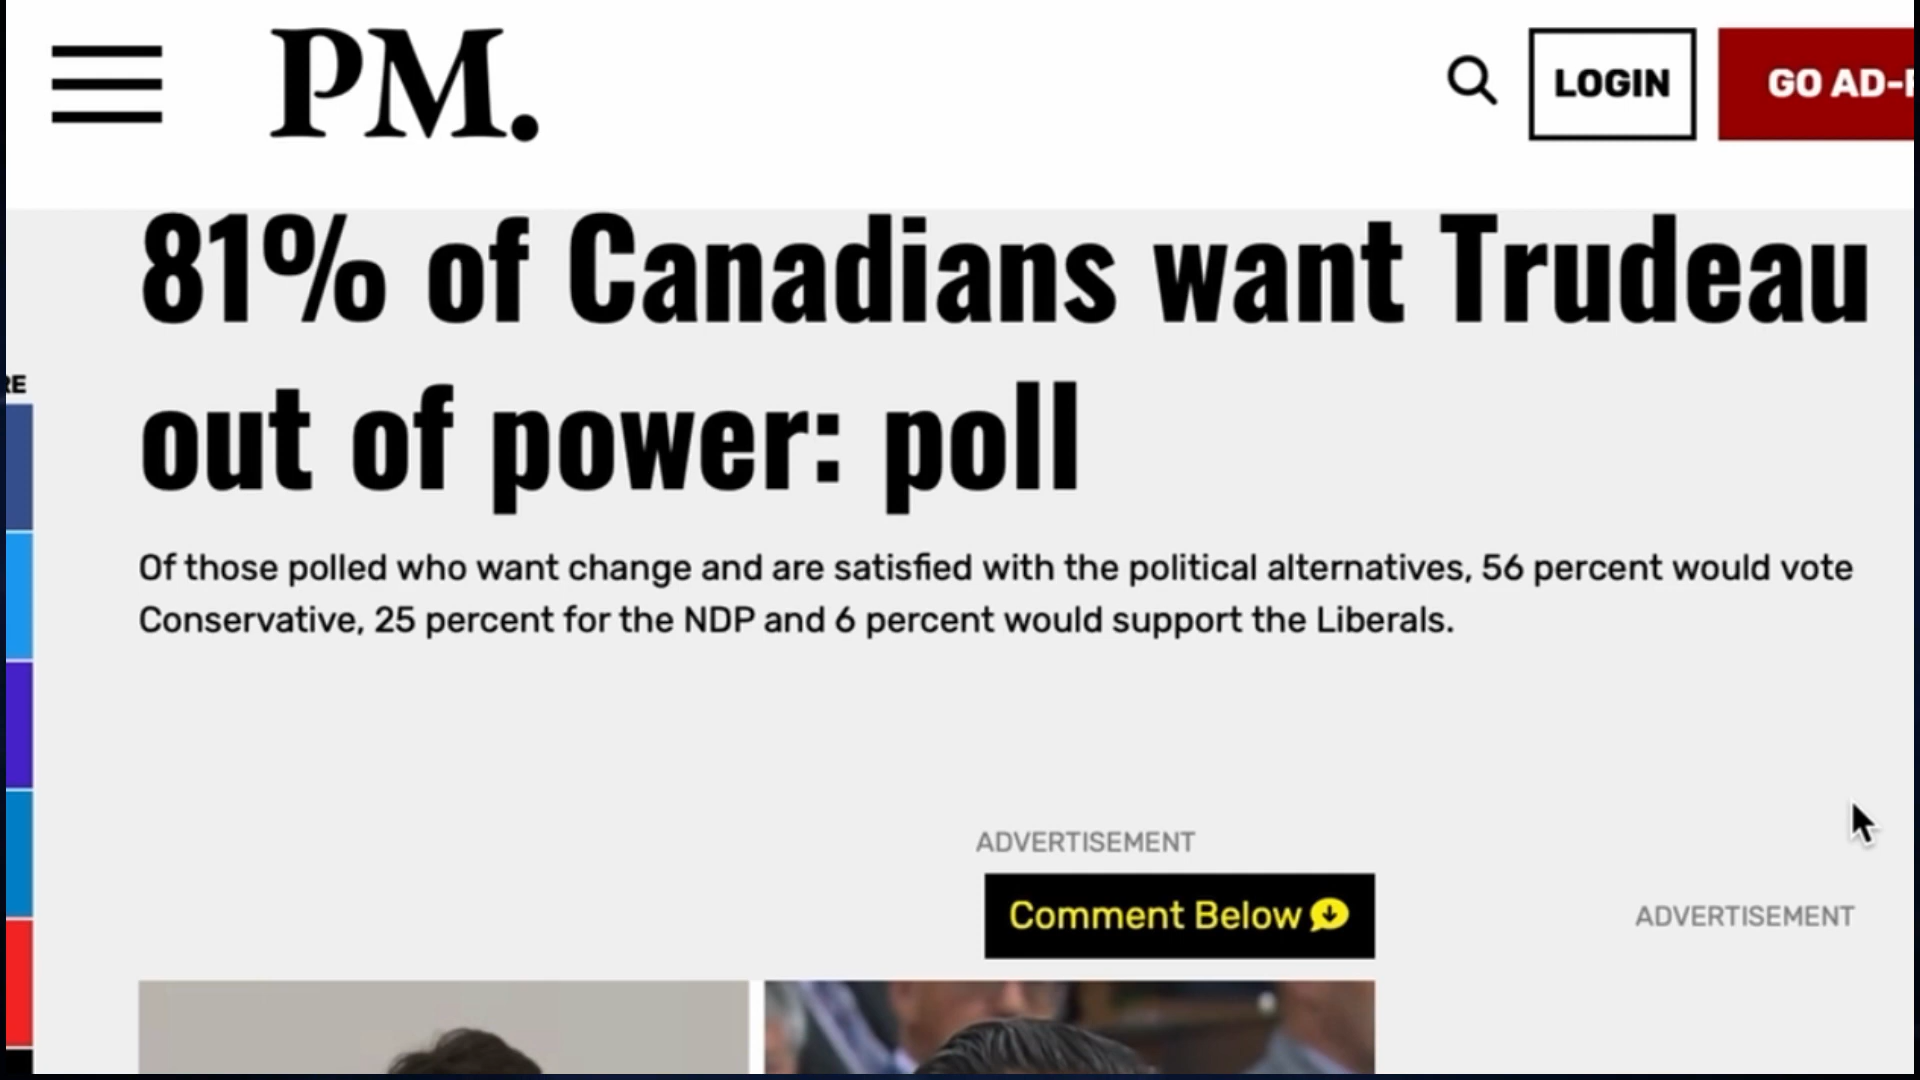 PM.
LOGIN
GO AD-
81% of Canadians want Trudeau
out of power: poll
RE
Of those polled who want change and are satisfied with the political alternatives, 56 percent would vote
Conservative, 25 percent for the NDP and 6 percent would support the Liberals.
ADVERTISEMENT
Comment Below
ADVERTISEMENT